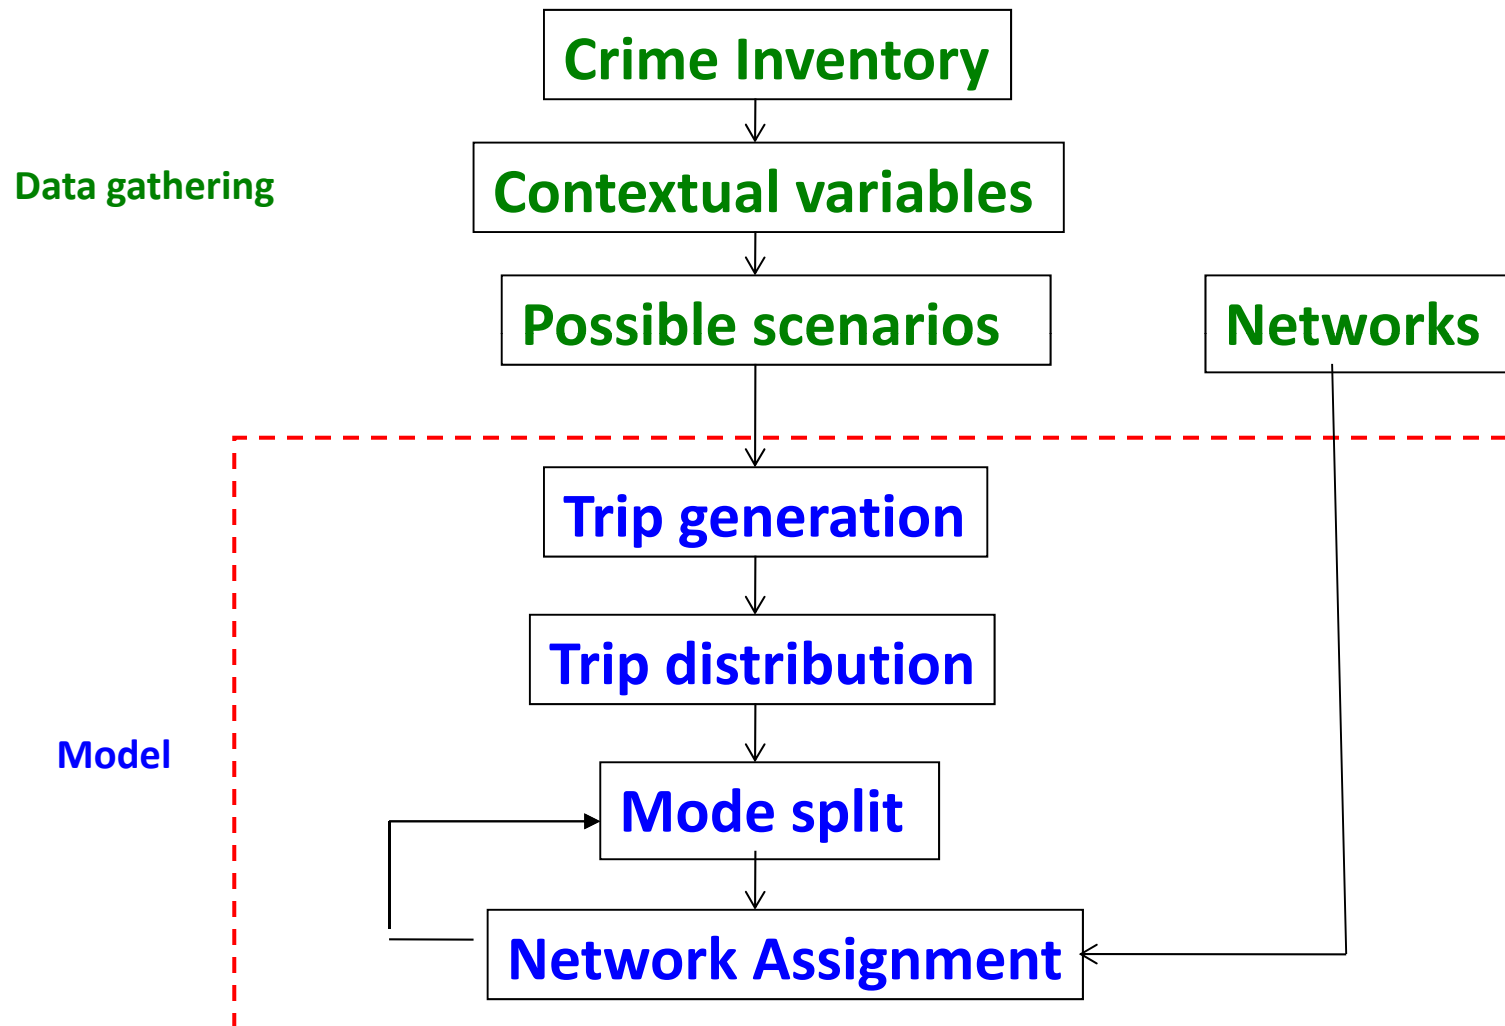 Crime Inventory
Data gathering
Contextual variables
Possible scenarios
Networks
Trip generation
Trip distribution
Model
Mode split
Network Assignment